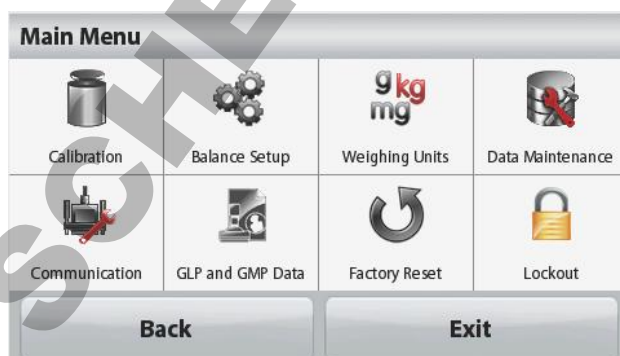 Main Menu
g kg
mg
Calibration
Balance Setup
Weighing Units
Data Maintenance
Communication
GLP and GMP Data
Factory Reset
Lockout
Back
Exit
SCHE